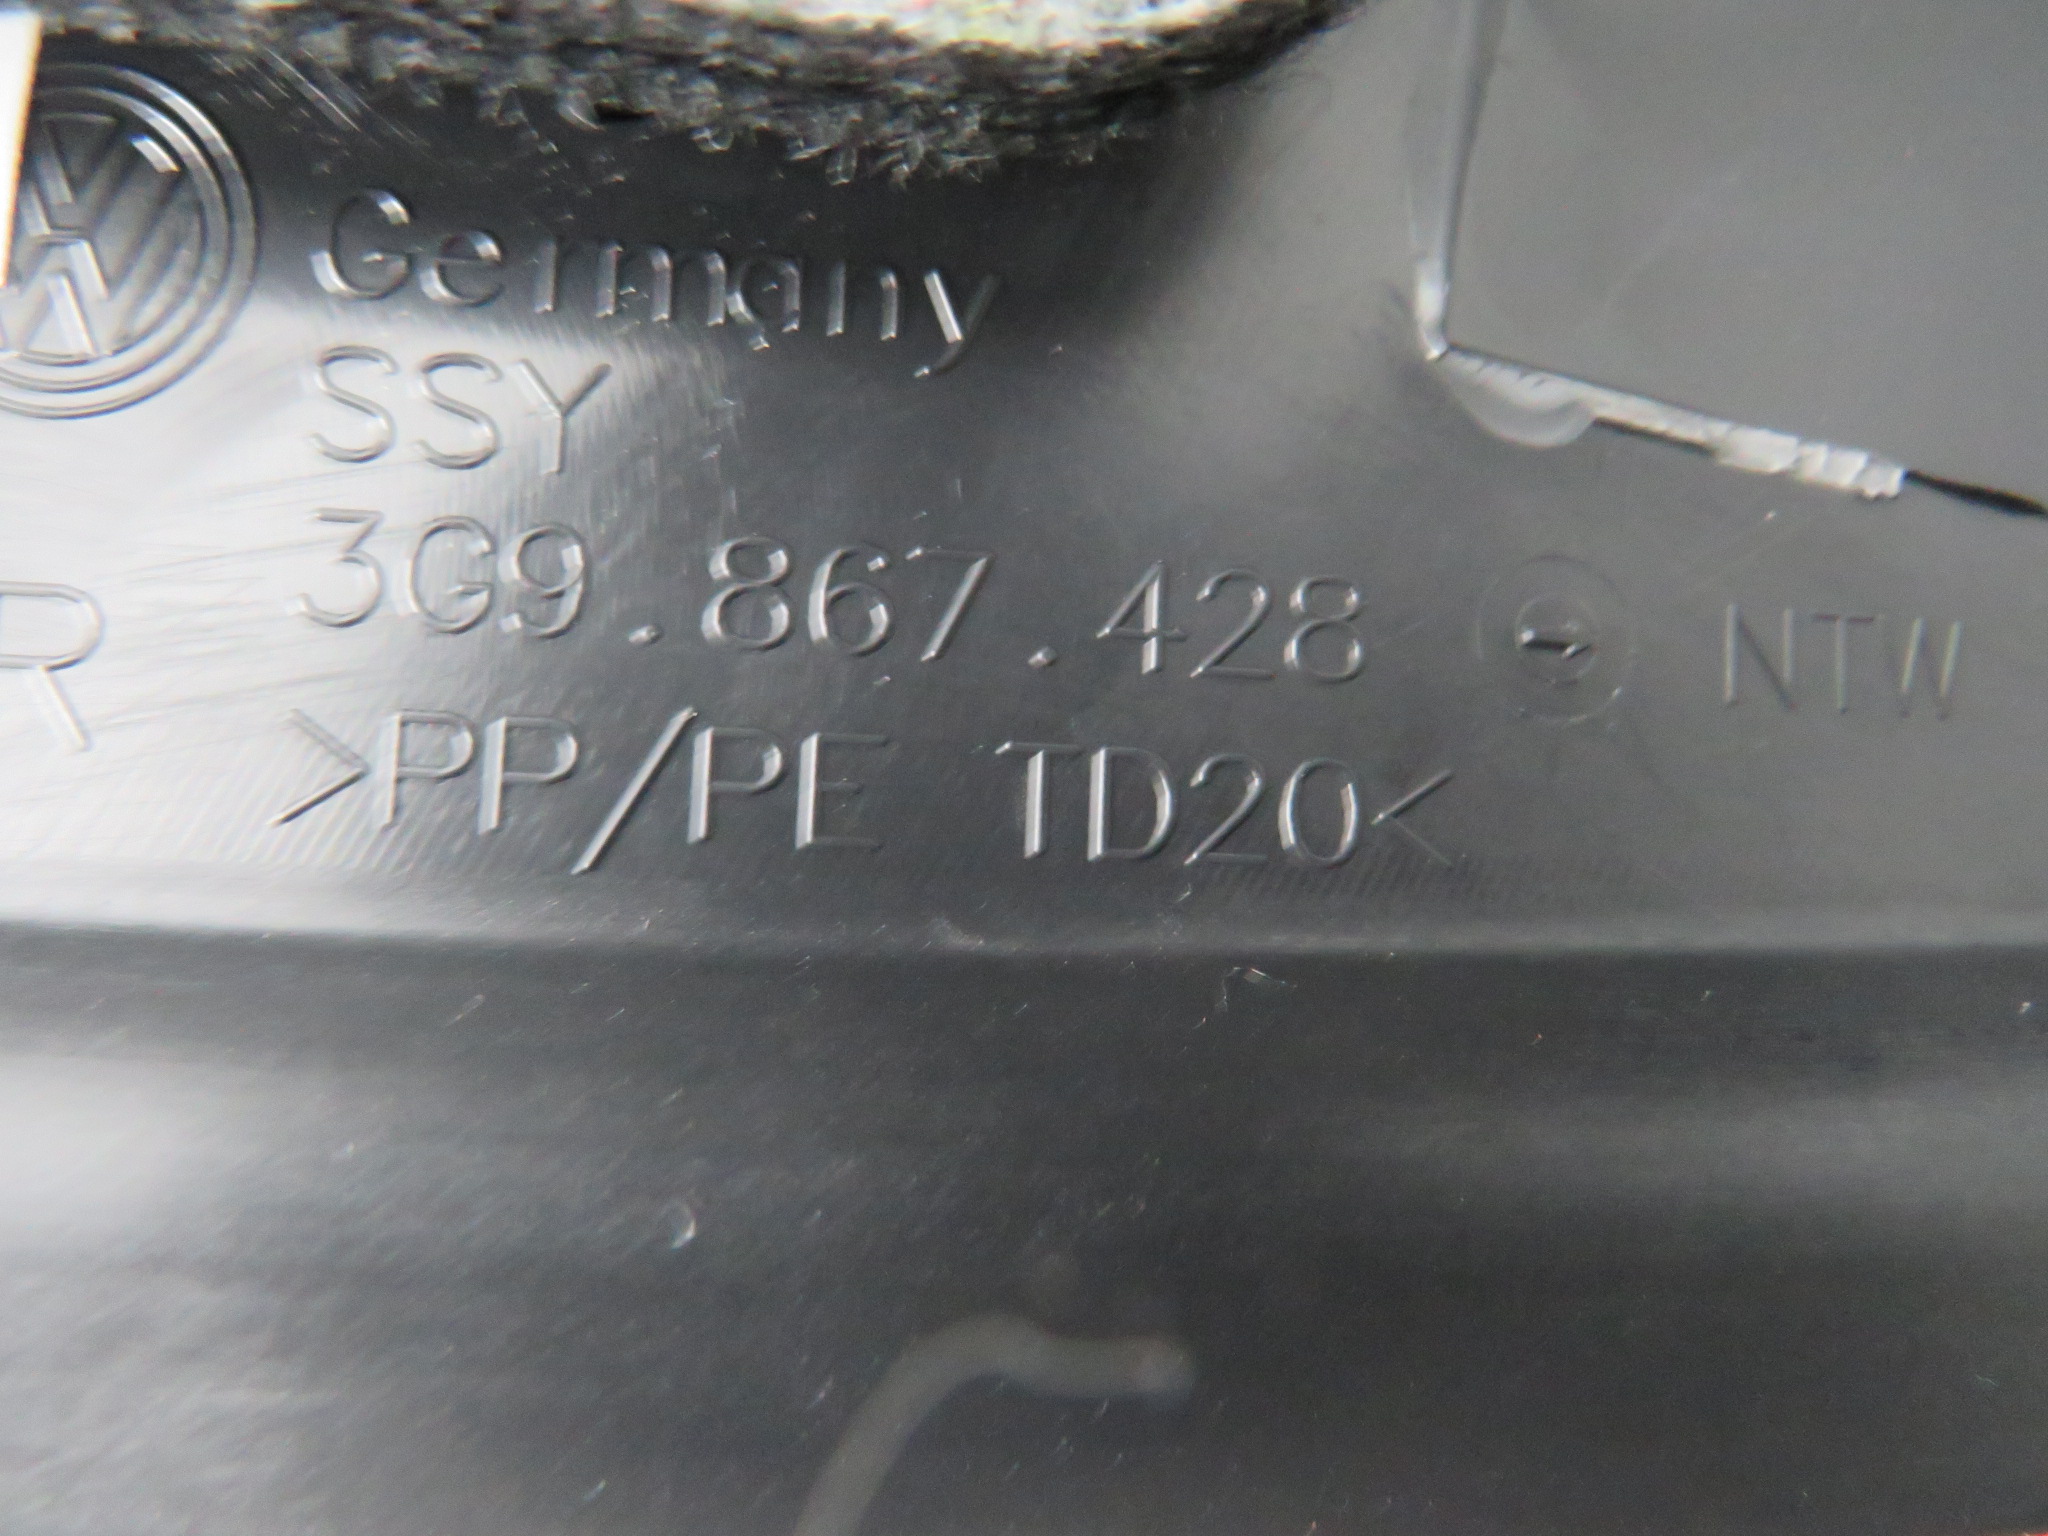 Germany
SSY
R
3G9.867.428 NTW
>PP/PE TD20<